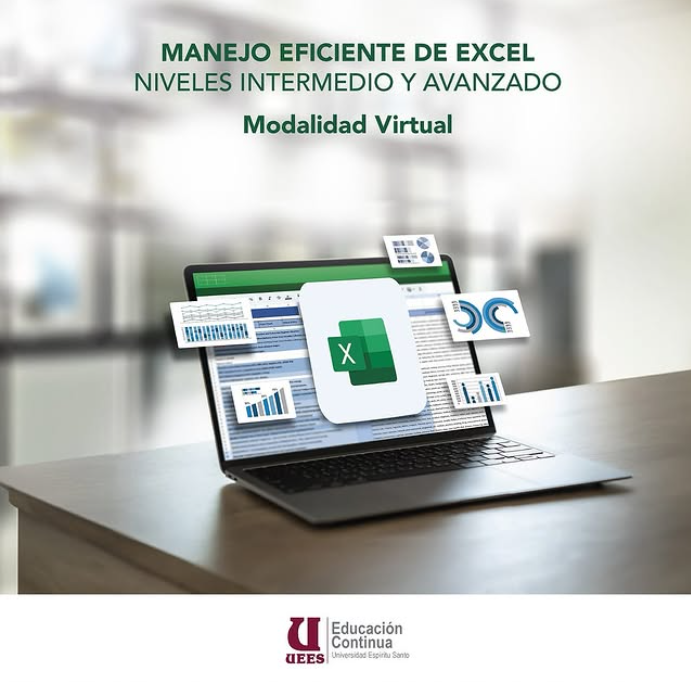 MANEJO EFICIENTE DE EXCEL
NIVELES INTERMEDIO Y AVANZADO
Modalidad Virtual
X
U
UEES
Educación
Continua
Universidad Espíritu Santo